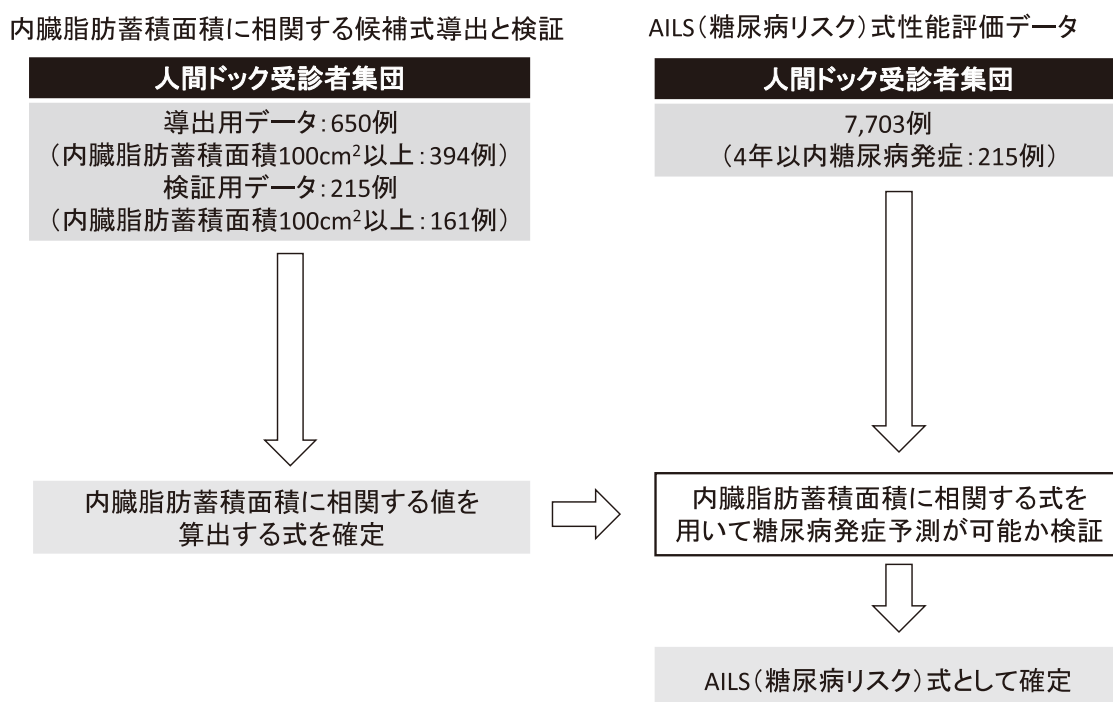 内臓脂肪蓄積面積に相関する候補式導出と検証
人間ドック受診者集団
導出用データ：650例
（内臓脂肪蓄積面積100cm²以上：394例）
検証用データ：215例
（内臓脂肪蓄積面積100cm²以上：161例）
内臓脂肪蓄積面積に相関する値を
算出する式を確定
AILS（糖尿病リスク）式性能評価データ
人間ドック受診者集団
7,703例
（4年以内糖尿病発症：215例）
内臓脂肪蓄積面積に相関する式を
用いて糖尿病発症予測が可能か検証
AILS（糖尿病リスク）式として確定